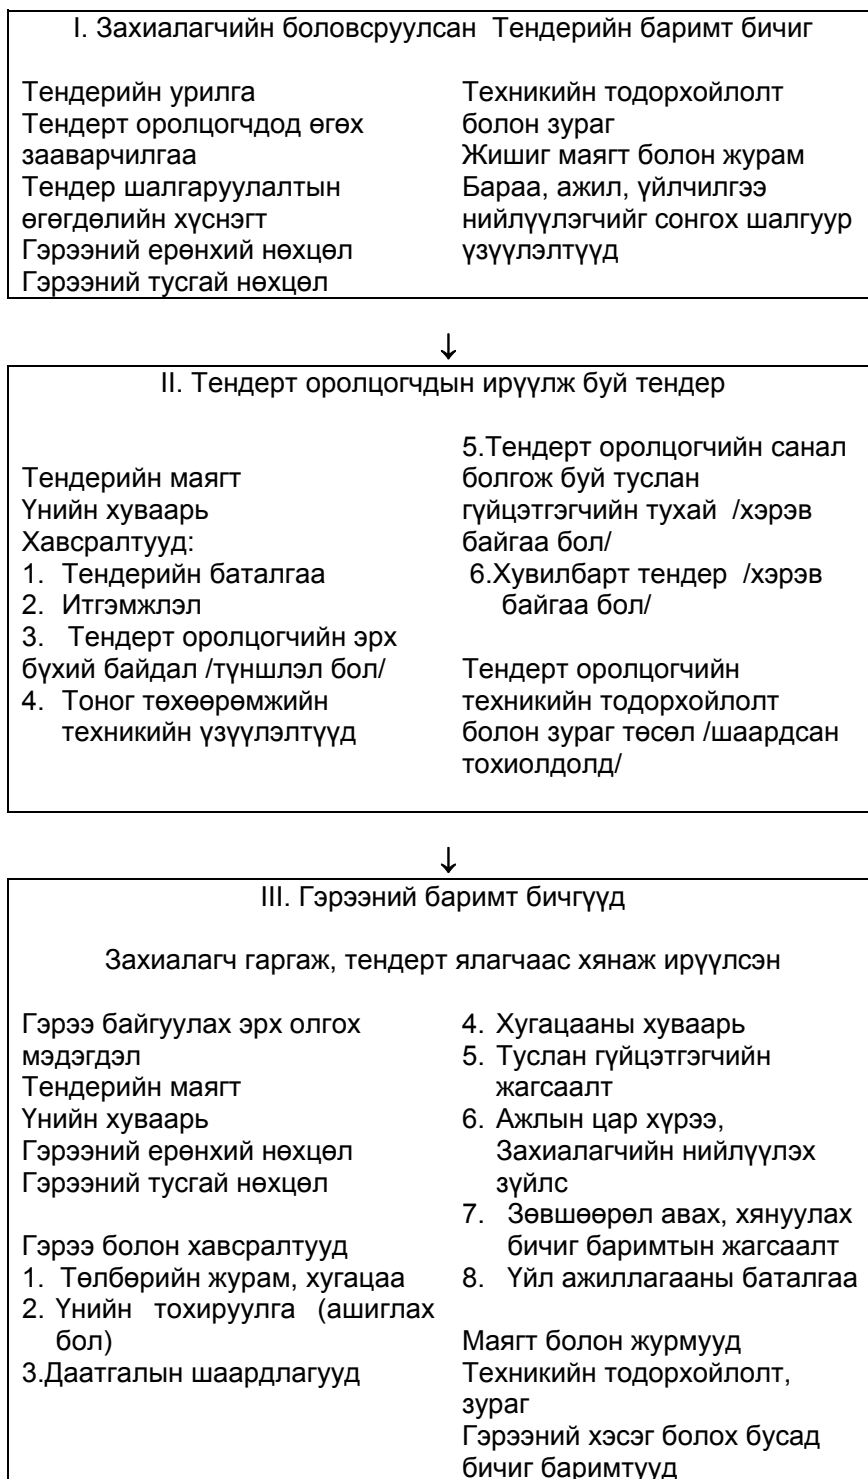 I. Захиалагчийн боловсруулсан Тендерийн баримт бичиг
Тендерийн урилга
Тендерт оролцогчдод өгөх
зааварчилгаа
Тендер шалгаруулалтын
өгөгдөлийн хүснэгт
Гэрээний ерөнхий нөхцөл
Гэрээний тусгай нөхцөл
Техникийн тодорхойлолт
болон зураг
Жишиг маягт болон журам
Бараа, ажил, үйлчилгээ
нийлүүлэгчийг сонгох шалгуур
үзүүлэлтүүд
↓
II. Тендерт оролцогчдын ирүүлж буй тендер
Тендерийн маягт
Үнийн хуваарь
Хавсралтууд:
1. Тендерийн баталгаа
2. Итгэмжлэл
3. Тендерт оролцогчийн эрх
бүхий байдал /түншлэл бол/
4. Тоног төхөөрөмжийн
техникийн үзүүлэлтүүд
5.Тендерт оролцогчийн санал
болгож буй туслан
гүйцэтгэгчийн тухай /хэрэв
байгаа бол/
6.Хувилбарт тендер /хэрэв
байгаа бол/
Тендерт оролцогчийн
техникийн тодорхойлолт
болон зураг төсөл /шаардсан
тохиолдолд/
↓
III. Гэрээний баримт бичгүүд
Захиалагч гаргаж, тендерт ялагчаас хянаж ирүүлсэн
Гэрээ байгуулах эрх олгох
мэдэгдэл
Тендерийн маягт
Үнийн хуваарь
Гэрээний ерөнхий нөхцөл
Гэрээний тусгай нөхцөл
Гэрээ болон хавсралтууд
1. Төлбөрийн журам, хугацаа
2. Үнийн тохируулга (ашиглах
бол)
3.Даатгалын шаардлагууд
4. Хугацааны хуваарь
5. Туслан гүйцэтгэгчийн
жагсаалт
6. Ажлын цар хүрээ,
Захиалагчийн нийлүүлэх
зүйлс
7. Зөвшөөрөл авах, хянуулах
бичиг баримтын жагсаалт
8. Үйл ажиллагааны баталгаа
Маягт болон журмууд
Техникийн тодорхойлолт,
зураг
Гэрээний хэсэг болох бусад
бичиг баримтууд